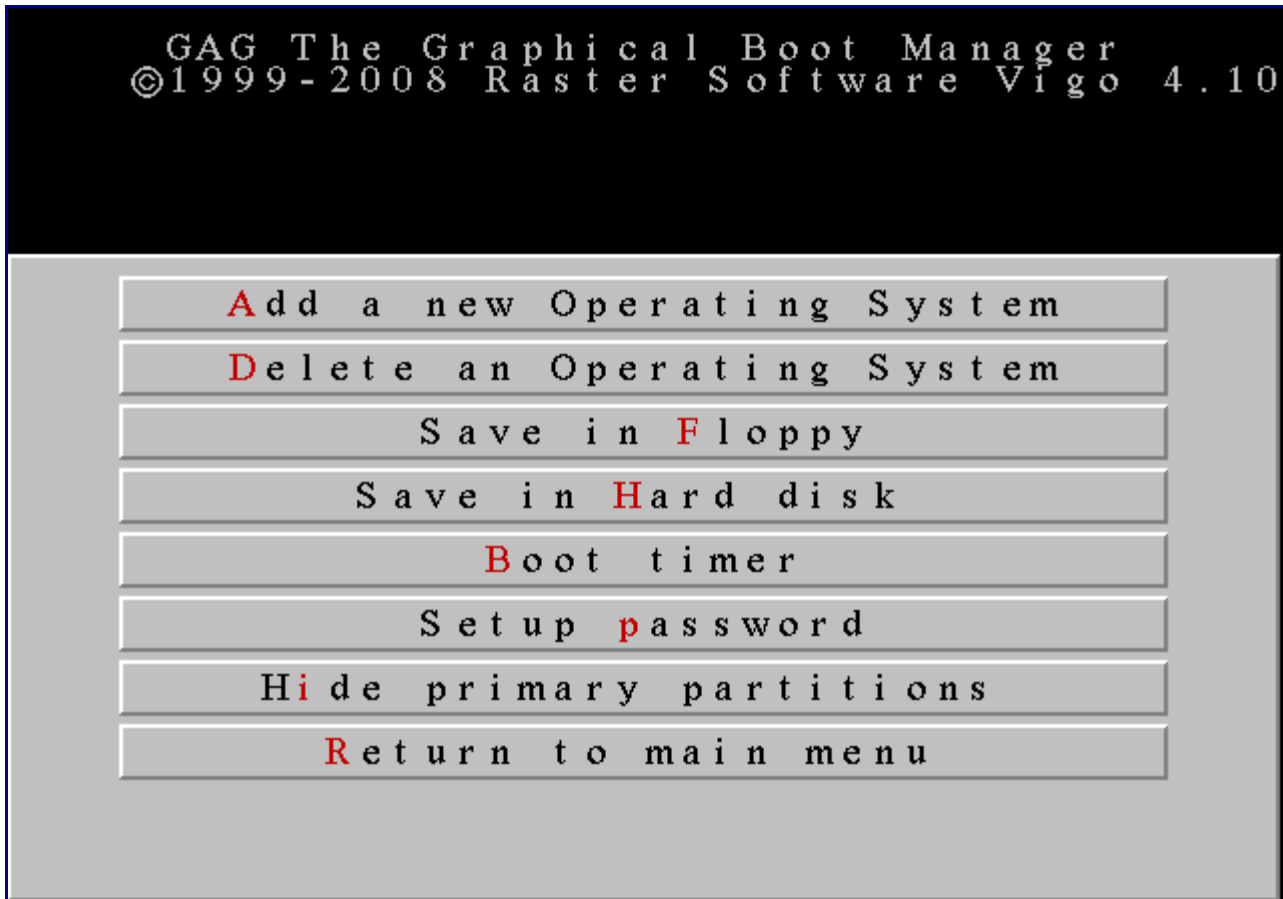 GAG The Graphical Boot Manager
©1999-2008 Raster Software Vigo 4.10
Add a new Operating System
Delete an Operating System
Save in Floppy
Save in Hard disk
Boot timer
Setup password
Hide primary partitions
Return to main menu